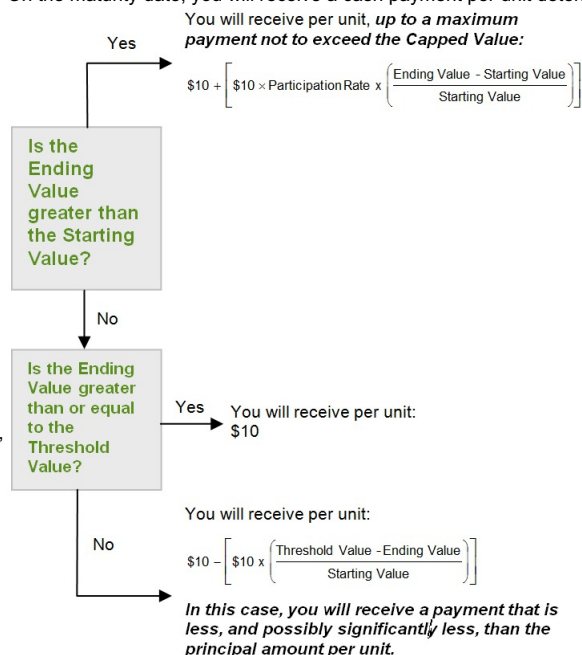 You will receive per unit, up to a maximum
payment not to exceed the Capped Value:
Yes
$10 + [$10 × Participation Rate x (Ending Value - Starting Value / Starting Value)]
Is the
Ending
Value
greater than
the Starting
Value?
No
Is the Ending
Value greater
than or equal
to the
Threshold
Value?
Yes
You will receive per unit:
$10
No
You will receive per unit:
$10 – [$10 x (Threshold Value - Ending Value / Starting Value)]
In this case, you will receive a payment that is
less, and possibly significantly less, than the
principal amount per unit.